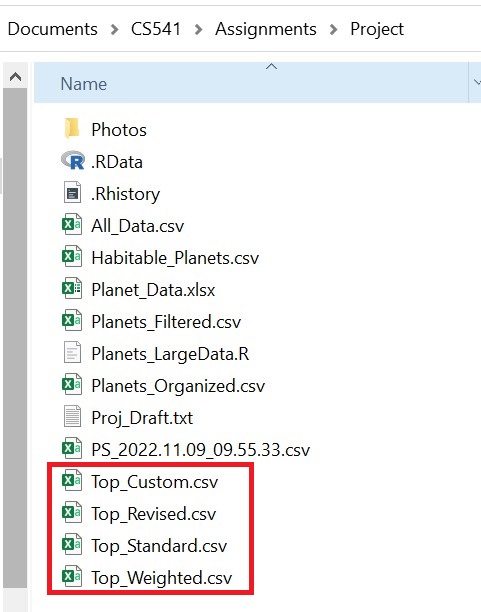 Documents > CS541 > Assignments > Project
Name
Photos
.RData
.Rhistory
All_Data.csv
Habitable_Planets.csv
Planet_Data.xlsx
Planets_Filtered.csv
Planets_LargeData.R
Planets_Organized.csv
Proj_Draft.txt
PS_2022.11.09_09.55.33.csv
Top_Custom.csv
Top_Revised.csv
Top_Standard.csv
Top_Weighted.csv